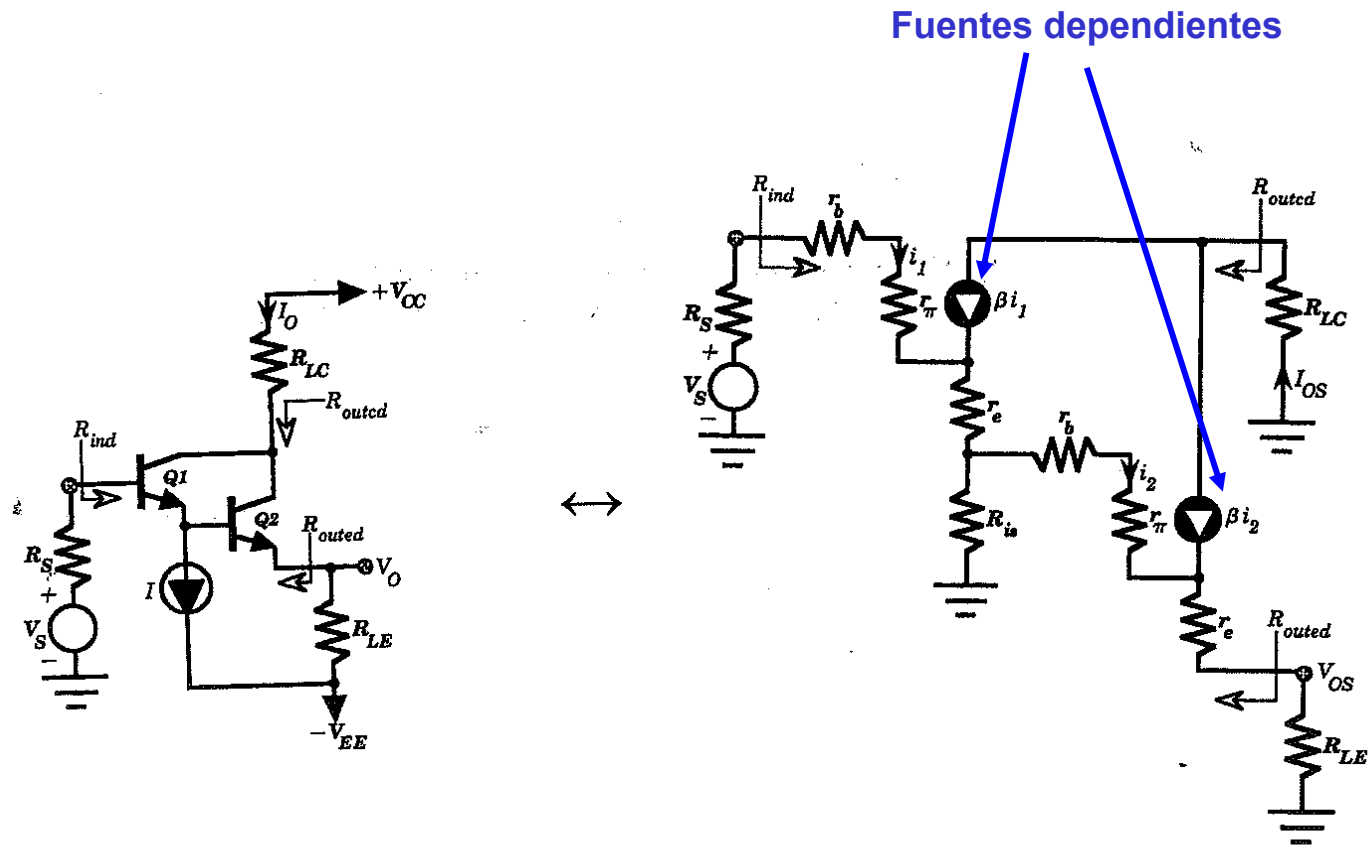 Fuentes dependientes
+V_CC
I_O
R_LC
R_outcd
R_ind
Q1
Q2
R_outed
V_O
R_S
+
V_S
−
I
R_LE
−V_EE
R_ind
r_b
R_outcd
i_1
r_π
βi_1
R_S
+
V_S
−
R_LC
I_OS
r_e
r_b
i_2
R_is
r_π
βi_2
r_e
R_outed
V_OS
R_LE